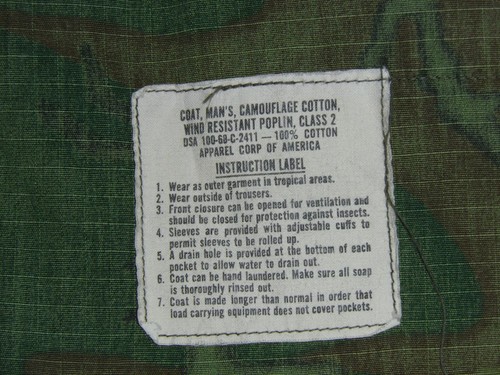 COAT, MAN'S, CAMOUFLAGE COTTON,
WIND RESISTANT POPLIN, CLASS 2
DSA 100-68-C-2411 — 100% COTTON
APPAREL CORP OF AMERICA
INSTRUCTION LABEL
1. Wear as outer garment in tropical areas.
2. Wear outside of trousers.
3. Front closure can be opened for ventilation and
should be closed for protection against insects.
4. Sleeves are provided with adjustable cuffs to
permit sleeves to be rolled up.
5. A drain hole is provided at the bottom of each
pocket to allow water to drain out.
6. Coat can be hand laundered. Make sure all soap
is thoroughly rinsed out.
7. Coat is made longer than normal in order that
load carrying equipment does not cover pockets.